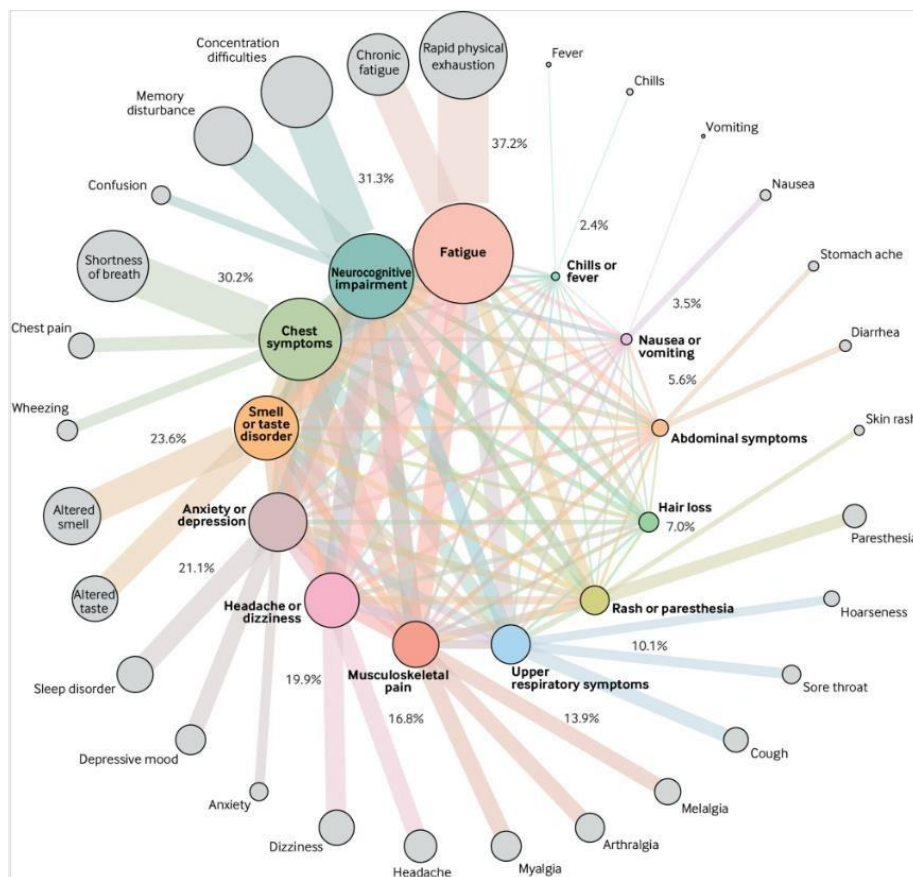 Concentration
difficulties
Chronic
fatigue
Rapid physical
exhaustion
Fever
Chills
Memory
disturbance
Vomiting
37.2%
Confusion
31.3%
Nausea
2.4%
Shortness
of breath
30.2%
Neurocognitive
impairment
Fatigue
Chills or
fever
Stomach ache
3.5%
Chest pain
Chest
symptoms
Nausea or
vomiting
Diarrhea
5.6%
Wheezing
23.6%
Smell
or taste
disorder
Abdominal symptoms
Skin rash
Altered
smell
Anxiety or
depression
Hair loss
7.0%
Paresthesia
21.1%
Altered
taste
Headache or
dizziness
Rash or paresthesia
Hoarseness
10.1%
Sleep disorder
19.9%
Musculoskeletal
pain
Upper
respiratory symptoms
Sore throat
16.8%
13.9%
Depressive mood
Cough
Anxiety
Melalgia
Dizziness
Headache
Myalgia
Arthralgia